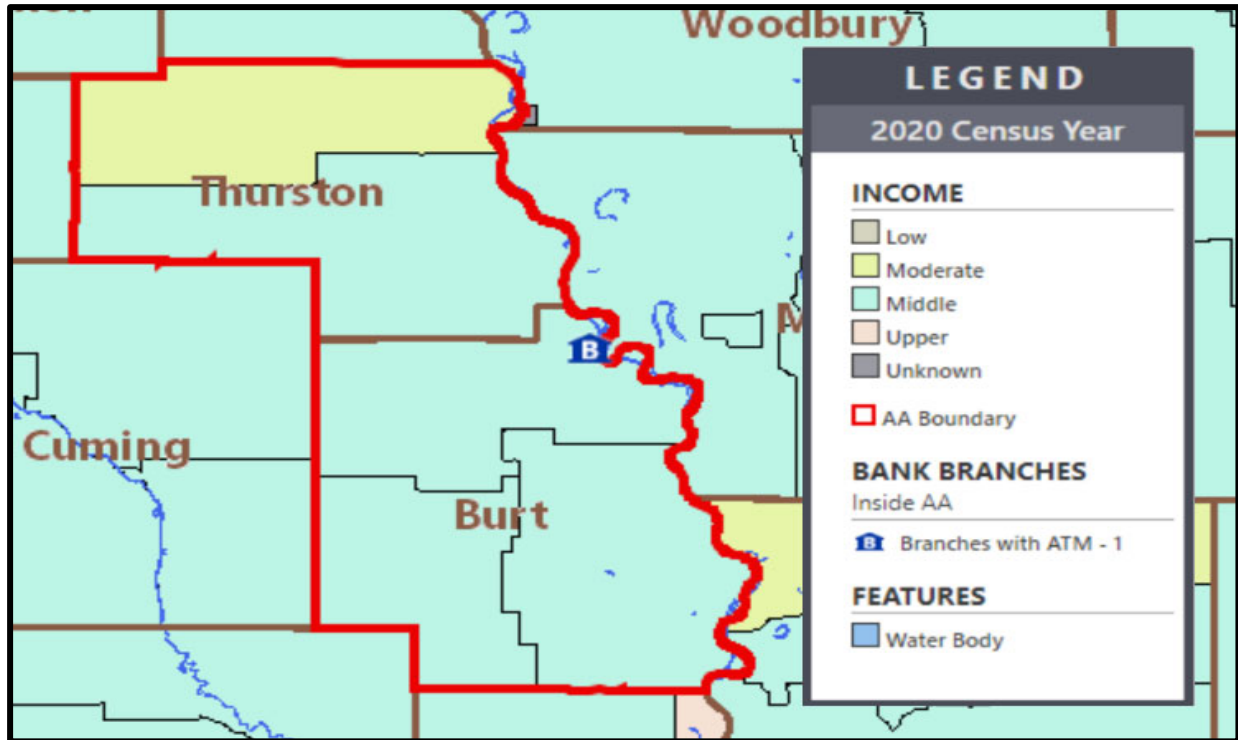 Woodbury
Thurston
Cuming
Burt
M
LEGEND
2020 Census Year
INCOME
Low
Moderate
Middle
Upper
Unknown
AA Boundary
BANK BRANCHES
Inside AA
B Branches with ATM - 1
FEATURES
Water Body
B